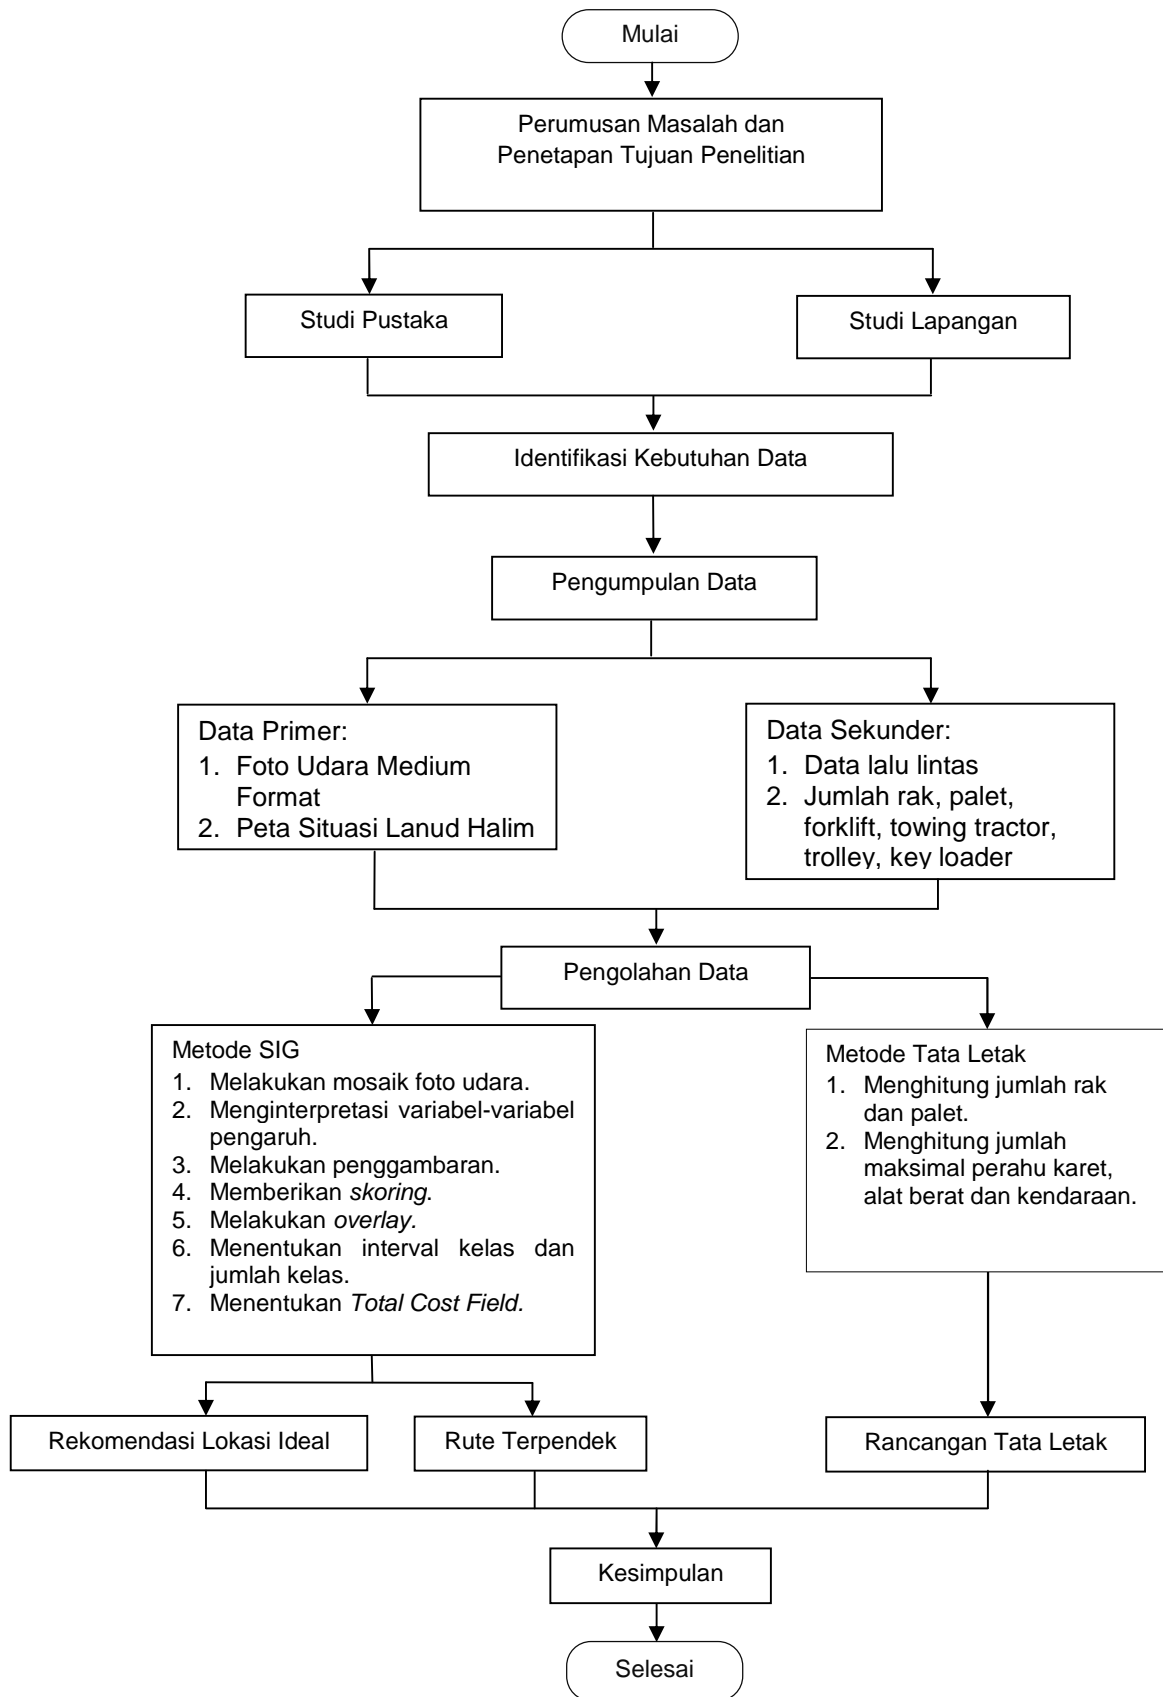 Mulai
Perumusan Masalah dan
Penetapan Tujuan Penelitian
Studi Pustaka
Studi Lapangan
Identifikasi Kebutuhan Data
Pengumpulan Data
Data Primer:
1. Foto Udara Medium
Format
2. Peta Situasi Lanud Halim
Data Sekunder:
1. Data lalu lintas
2. Jumlah rak, palet,
forklift, towing tractor,
trolley, key loader
Pengolahan Data
Metode SIG
1. Melakukan mosaik foto udara.
2. Menginterpretasi variabel-variabel
pengaruh.
3. Melakukan penggambaran.
4. Memberikan skoring.
5. Melakukan overlay.
6. Menentukan interval kelas dan
jumlah kelas.
7. Menentukan Total Cost Field.
Metode Tata Letak
1. Menghitung jumlah rak
dan palet.
2. Menghitung jumlah
maksimal perahu karet,
alat berat dan kendaraan.
Rekomendasi Lokasi Ideal
Rute Terpendek
Rancangan Tata Letak
Kesimpulan
Selesai